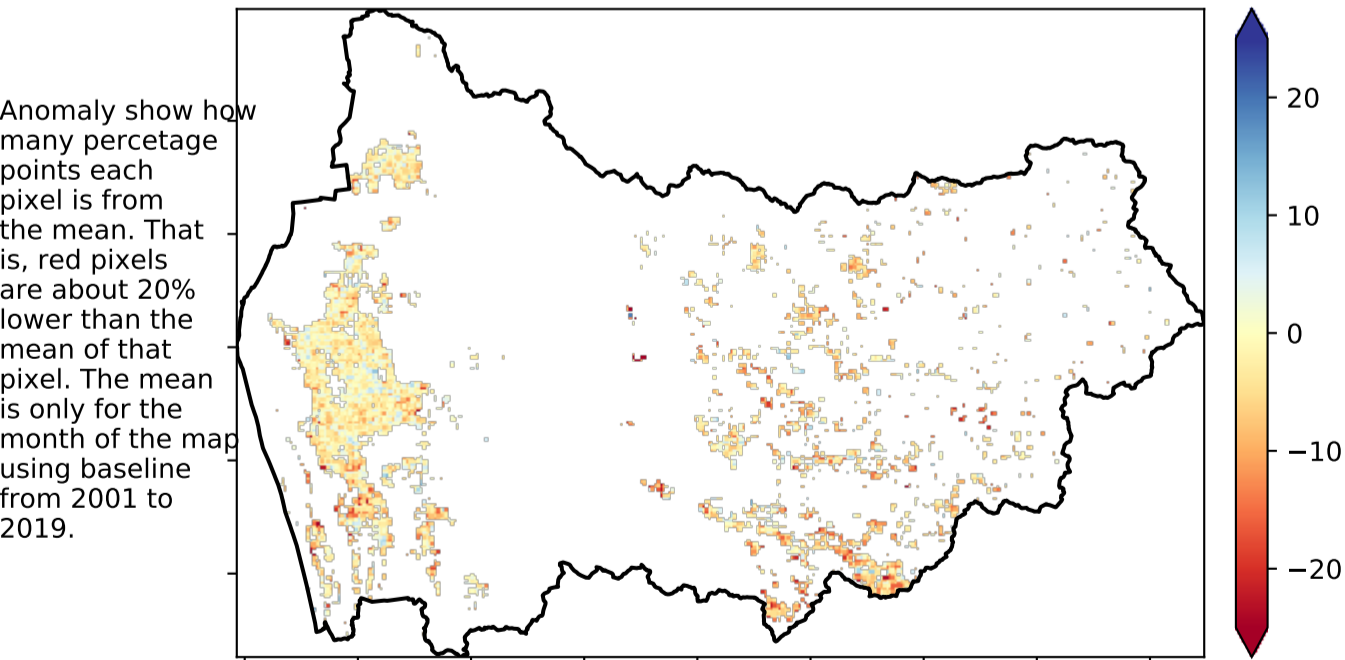 Anomaly show how
many percetage
points each
pixel is from
the mean. That
is, red pixels
are about 20%
lower than the
mean of that
pixel. The mean
is only for the
month of the map
using baseline
from 2001 to
2019.
20
10
0
−10
−20